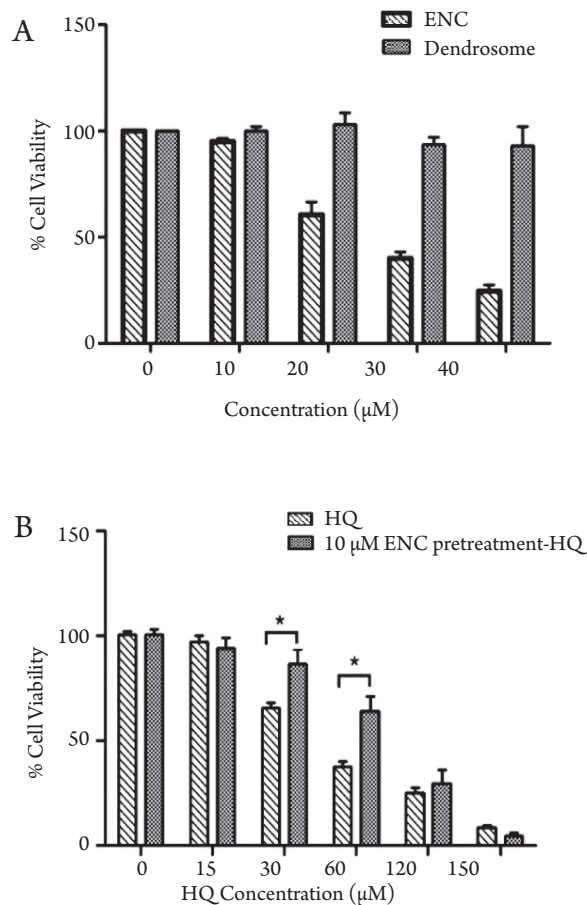 A
ENC
Dendrosome
150
100
50
0
% Cell Viability
0 10 20 30 40
Concentration (µM)
B
HQ
10 µM ENC pretreatment-HQ
150
100
50
0
% Cell Viability
* *
0 15 30 60 120 150
HQ Concentration (µM)